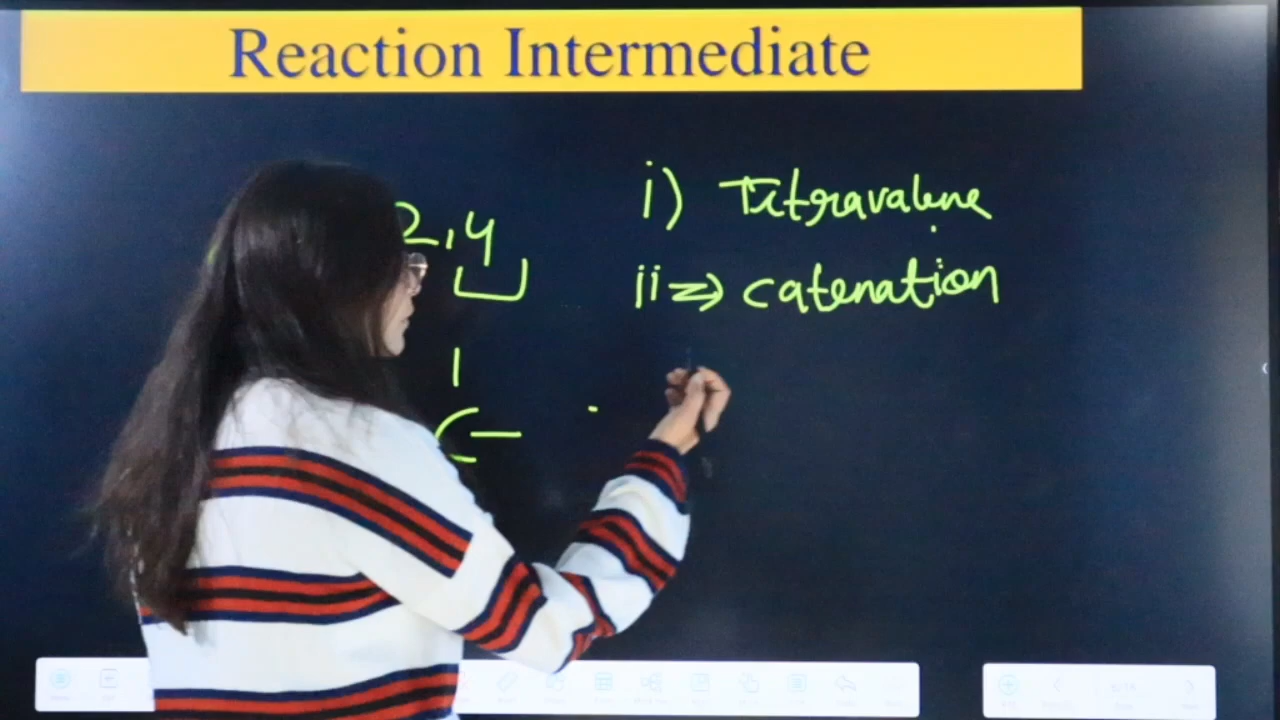 Reaction Intermediate
i) Titravalene
2,4
ii => catenation
C